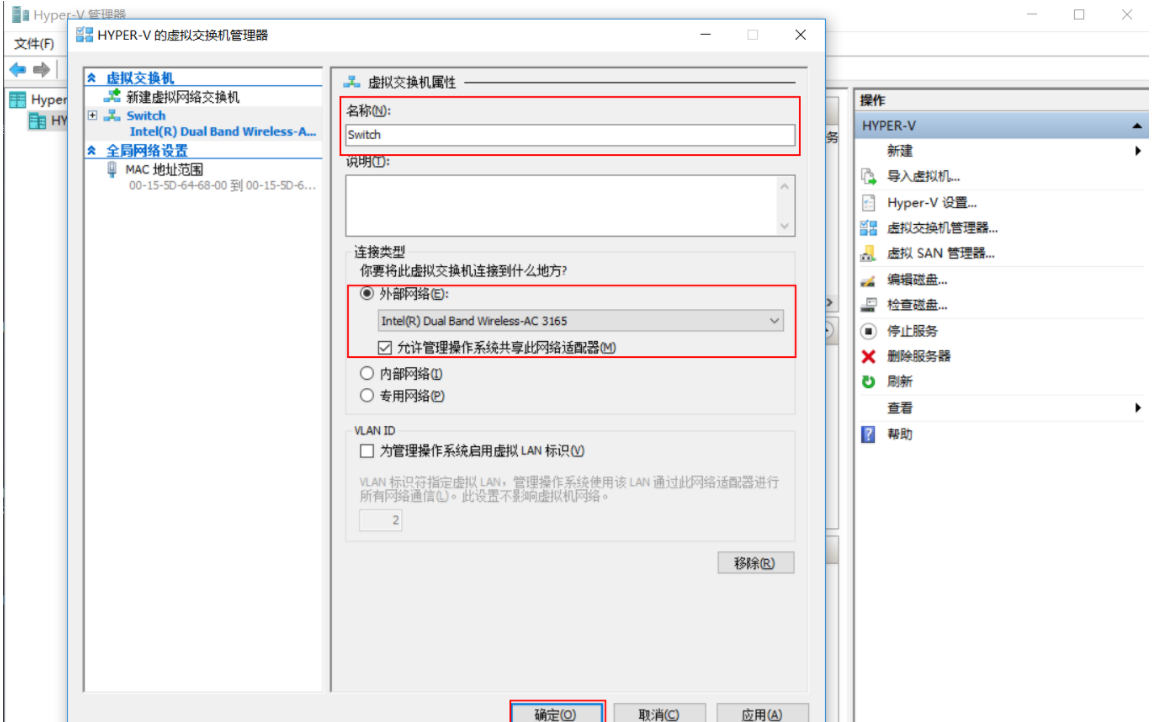 Hyper-V 管理器
文件(F)
HYPER-V 的虚拟交换机管理器
虚拟交换机
新建虚拟网络交换机
Switch
Intel(R) Dual Band Wireless-A...
全局网络设置
MAC 地址范围
00-15-5D-64-68-00 到 00-15-5D-6...
虚拟交换机属性
名称(N):
Switch
说明(T):
连接类型
你要将此虚拟交换机连接到什么地方?
外部网络(E):
Intel(R) Dual Band Wireless-AC 3165
允许管理操作系统共享此网络适配器(M)
内部网络(I)
专用网络(P)
VLAN ID
为管理操作系统启用虚拟 LAN 标识(V)
VLAN 标识符指定虚拟 LAN，管理操作系统使用该 LAN 通过此网络适配器进行
所有网络通信(L)。此设置不影响虚拟机网络。
2
移除(R)
确定(O)
取消(C)
应用(A)
Hyper
HY
务
操作
HYPER-V
新建
导入虚拟机...
Hyper-V 设置...
虚拟交换机管理器...
虚拟 SAN 管理器...
编辑磁盘...
检查磁盘...
停止服务
删除服务器
刷新
查看
帮助